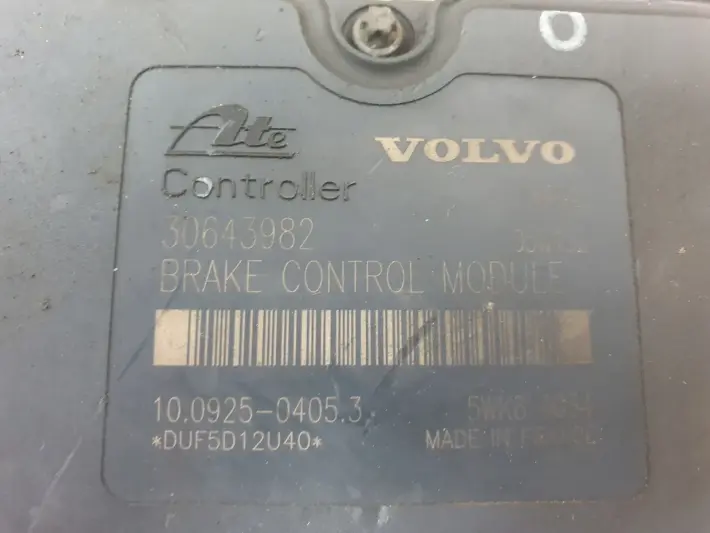 O
Ate VOLVO
Controller
30643982
BRAKE CONTROL MODULE
10.0925-0405.3
*DUF5D12U40* MADE IN FRANCE